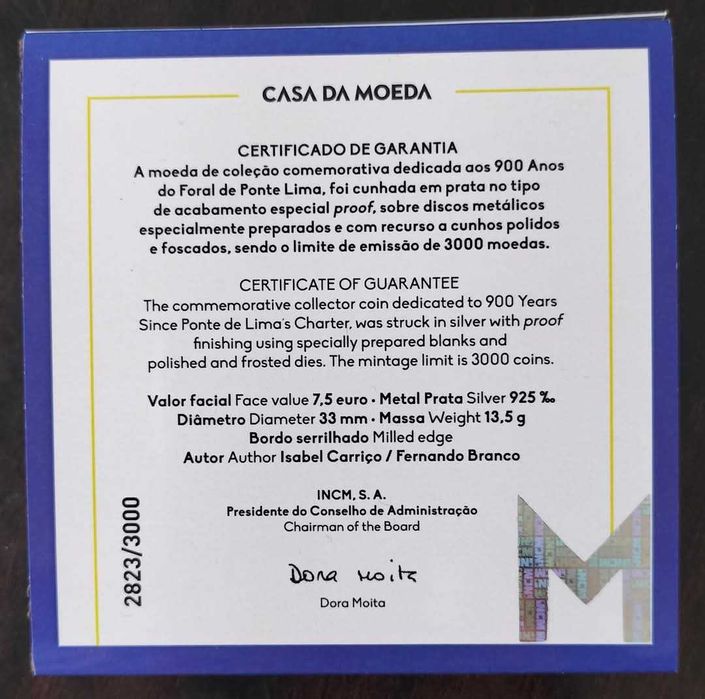 CASA DA MOEDA
CERTIFICADO DE GARANTIA
A moeda de coleção comemorativa dedicada aos 900 Anos
do Foral de Ponte Lima, foi cunhada em prata no tipo
de acabamento especial proof, sobre discos metálicos
especialmente preparados e com recurso a cunhos polidos
e foscados, sendo o limite de emissão de 3000 moedas.
CERTIFICATE OF GUARANTEE
The commemorative collector coin dedicated to 900 Years
Since Ponte de Lima's Charter, was struck in silver with proof
finishing using specially prepared blanks and
polished and frosted dies. The mintage limit is 3000 coins.
Valor facial Face value 7,5 euro • Metal Prata Silver 925 ‰
Diâmetro Diameter 33 mm • Massa Weight 13,5 g
Bordo serrilhado Milled edge
Autor Author Isabel Carriço / Fernando Branco
INCM, S. A.
Presidente do Conselho de Administração
Chairman of the Board
Dora Moita
Dora Moita
2823/3000
INCM